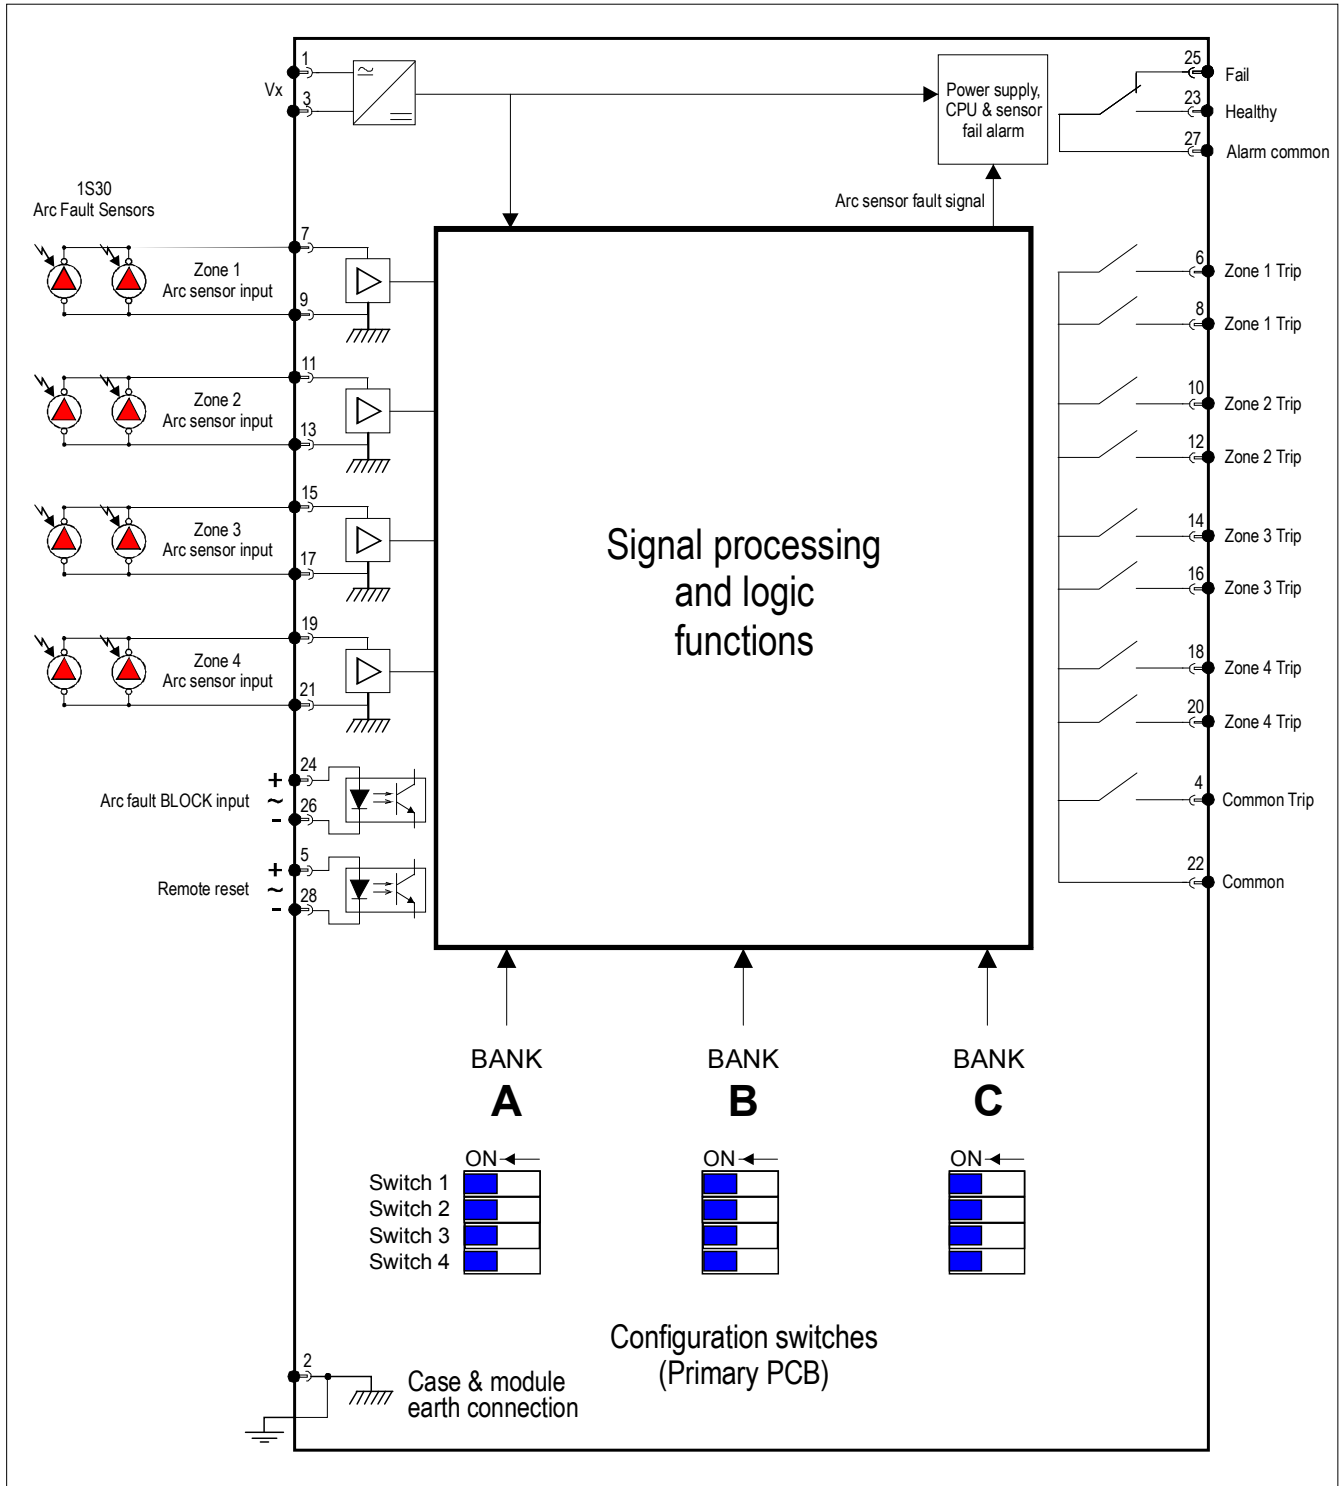 1
Vx
3
Power supply,
CPU & sensor
fail alarm
25
Fail
23
Healthy
27
Alarm common
1S30
Arc Fault Sensors
Arc sensor fault signal
7
Zone 1
Arc sensor input
9
11
Zone 2
Arc sensor input
13
15
Zone 3
Arc sensor input
17
19
Zone 4
Arc sensor input
21
24
+
Arc fault BLOCK input
~
26
-
5
+
Remote reset
~
28
-
Signal processing
and logic
functions
6
Zone 1 Trip
8
Zone 1 Trip
10
Zone 2 Trip
12
Zone 2 Trip
14
Zone 3 Trip
16
Zone 3 Trip
18
Zone 4 Trip
20
Zone 4 Trip
4
Common Trip
22
Common
BANK
A
BANK
B
BANK
C
ON
ON
ON
Switch 1
Switch 2
Switch 3
Switch 4
Configuration switches
(Primary PCB)
2
Case & module
earth connection